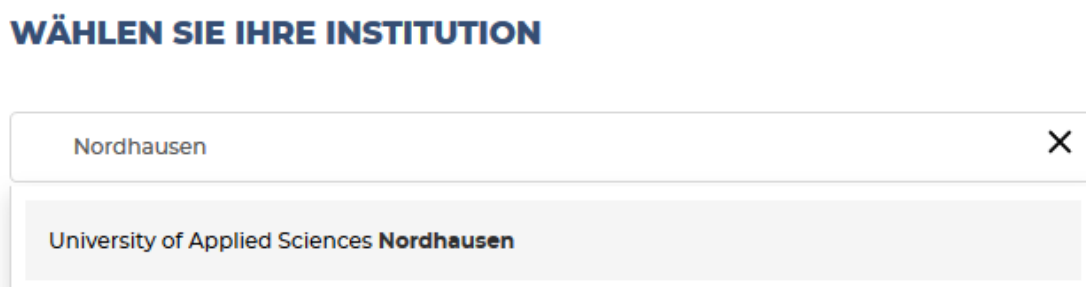 WÄHLEN SIE IHRE INSTITUTION
Nordhausen
University of Applied Sciences Nordhausen